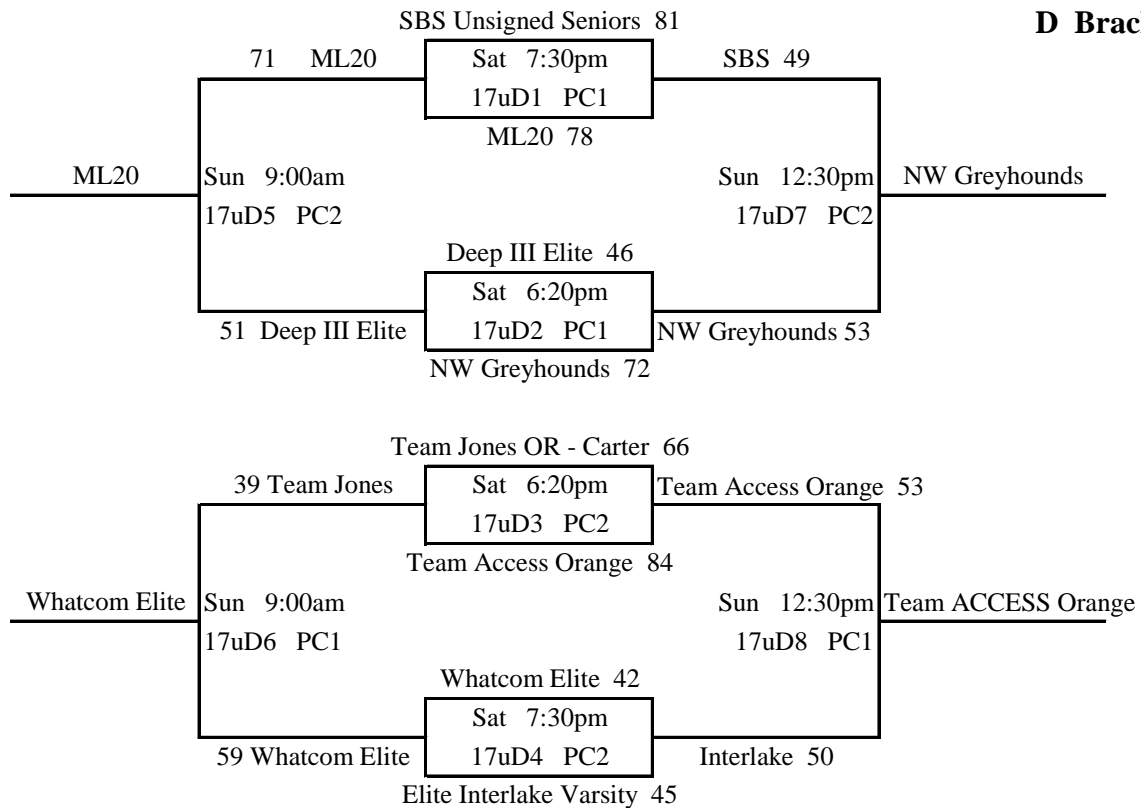 SBS Unsigned Seniors 81
D Brac
71 ML20
Sat 7:30pm
SBS 49
17uD1 PC1
ML20 78
ML20
Sun 9:00am
Sun 12:30pm
NW Greyhounds
17uD5 PC2
17uD7 PC2
Deep III Elite 46
Sat 6:20pm
51 Deep III Elite
17uD2 PC1
NW Greyhounds 53
NW Greyhounds 72
Team Jones OR - Carter 66
39 Team Jones
Sat 6:20pm
Team Access Orange 53
17uD3 PC2
Team Access Orange 84
Whatcom Elite
Sun 9:00am
Sun 12:30pm
Team ACCESS Orange
17uD6 PC1
17uD8 PC1
Whatcom Elite 42
Sat 7:30pm
59 Whatcom Elite
17uD4 PC2
Interlake 50
Elite Interlake Varsity 45